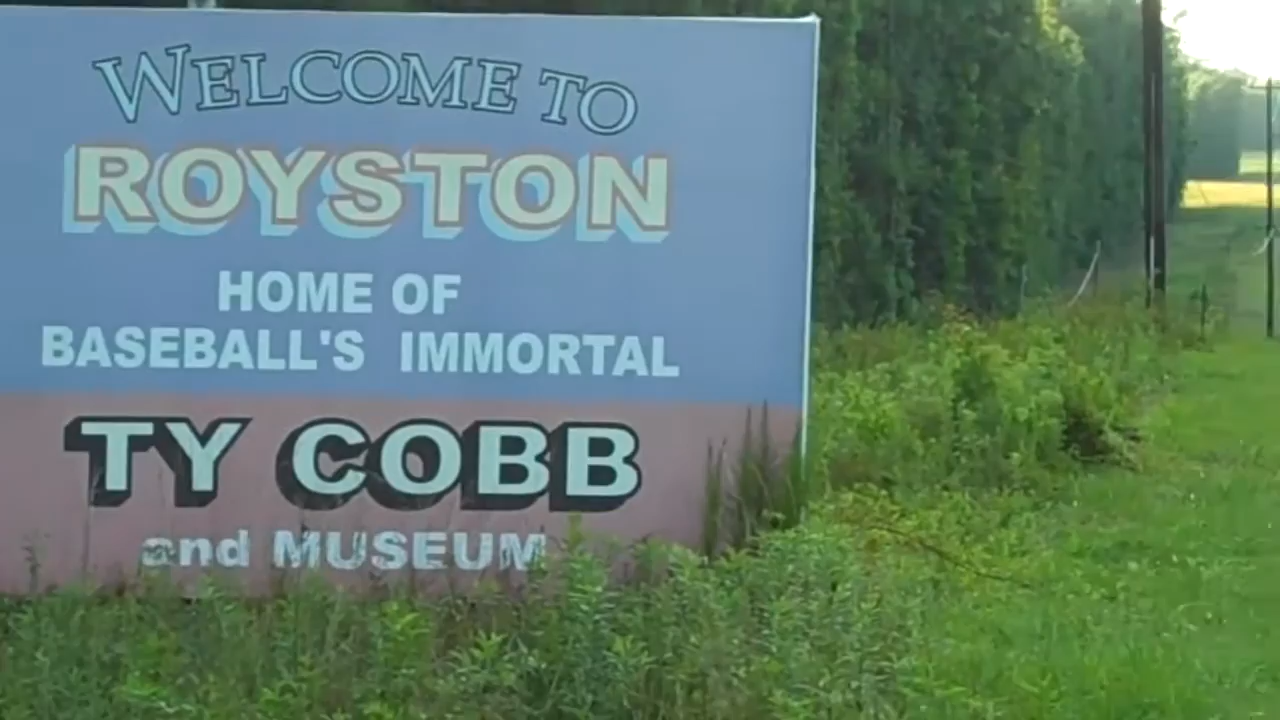 WELCOME TO
ROYSTON
HOME OF
BASEBALL'S IMMORTAL
TY COBB
and MUSEUM